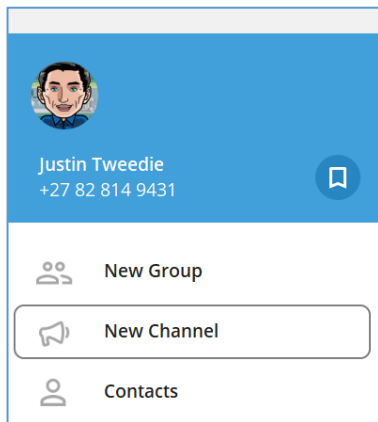 Justin Tweedie
+27 82 814 9431
New Group
New Channel
Contacts